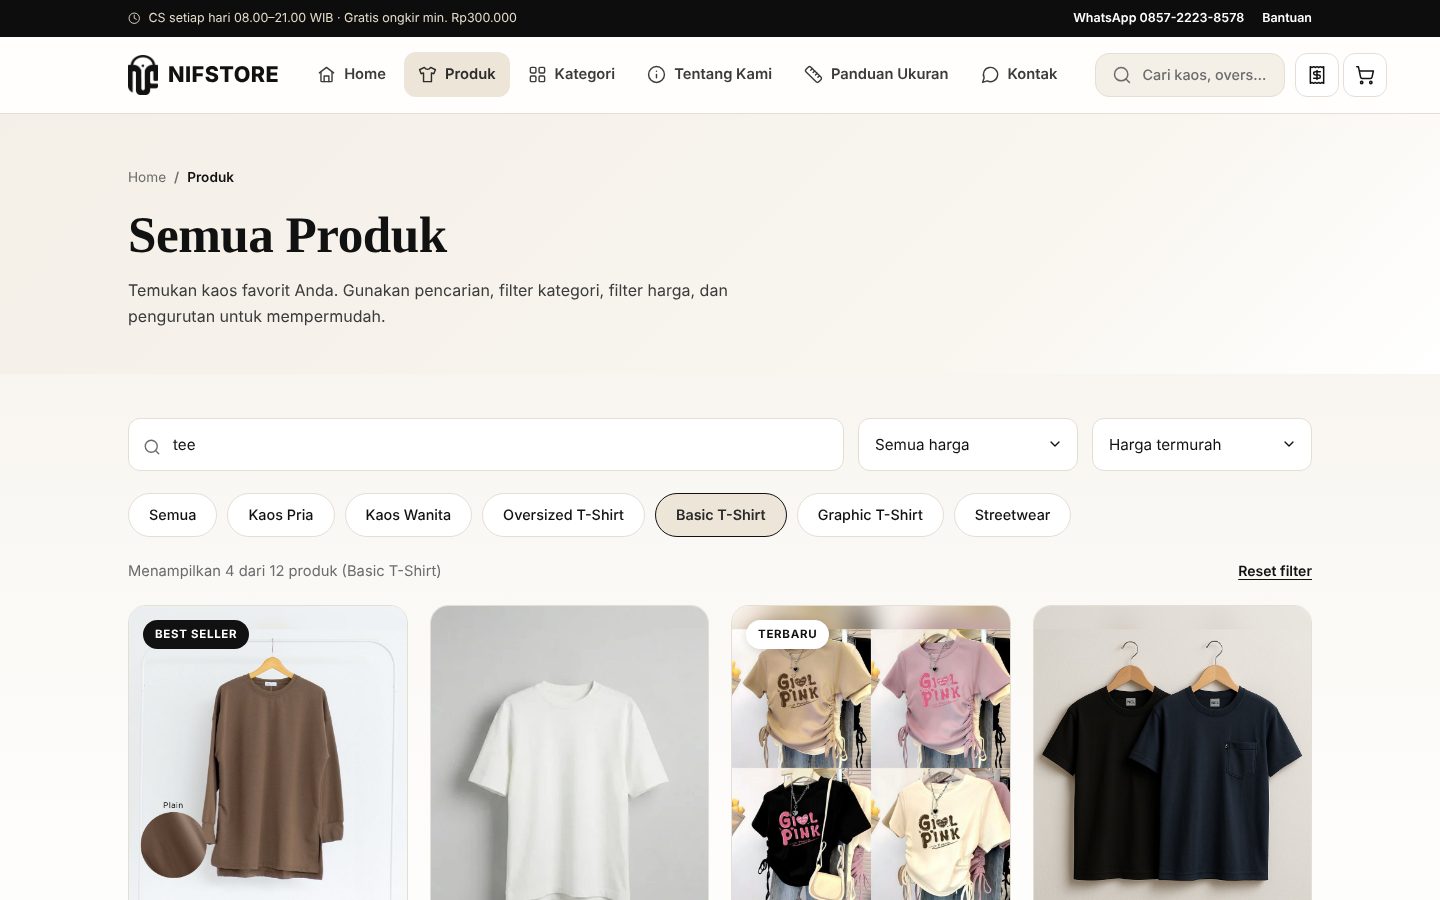 CS setiap hari 08.00–21.00 WIB · Gratis ongkir min. Rp300.000
WhatsApp 0857-2223-8578
Bantuan
NIFSTORE
Home
Produk
Kategori
Tentang Kami
Panduan Ukuran
Kontak
Cari kaos, overs...
Home / Produk
Semua Produk
Temukan kaos favorit Anda. Gunakan pencarian, filter kategori, filter harga, dan
pengurutan untuk mempermudah.
tee
Semua harga
Harga termurah
Semua
Kaos Pria
Kaos Wanita
Oversized T-Shirt
Basic T-Shirt
Graphic T-Shirt
Streetwear
Menampilkan 4 dari 12 produk (Basic T-Shirt)
Reset filter
BEST SELLER
Plain
TERBARU
GIRL
PINK
GIRL
PINK
GIRL
PINK
GIRL
PINK